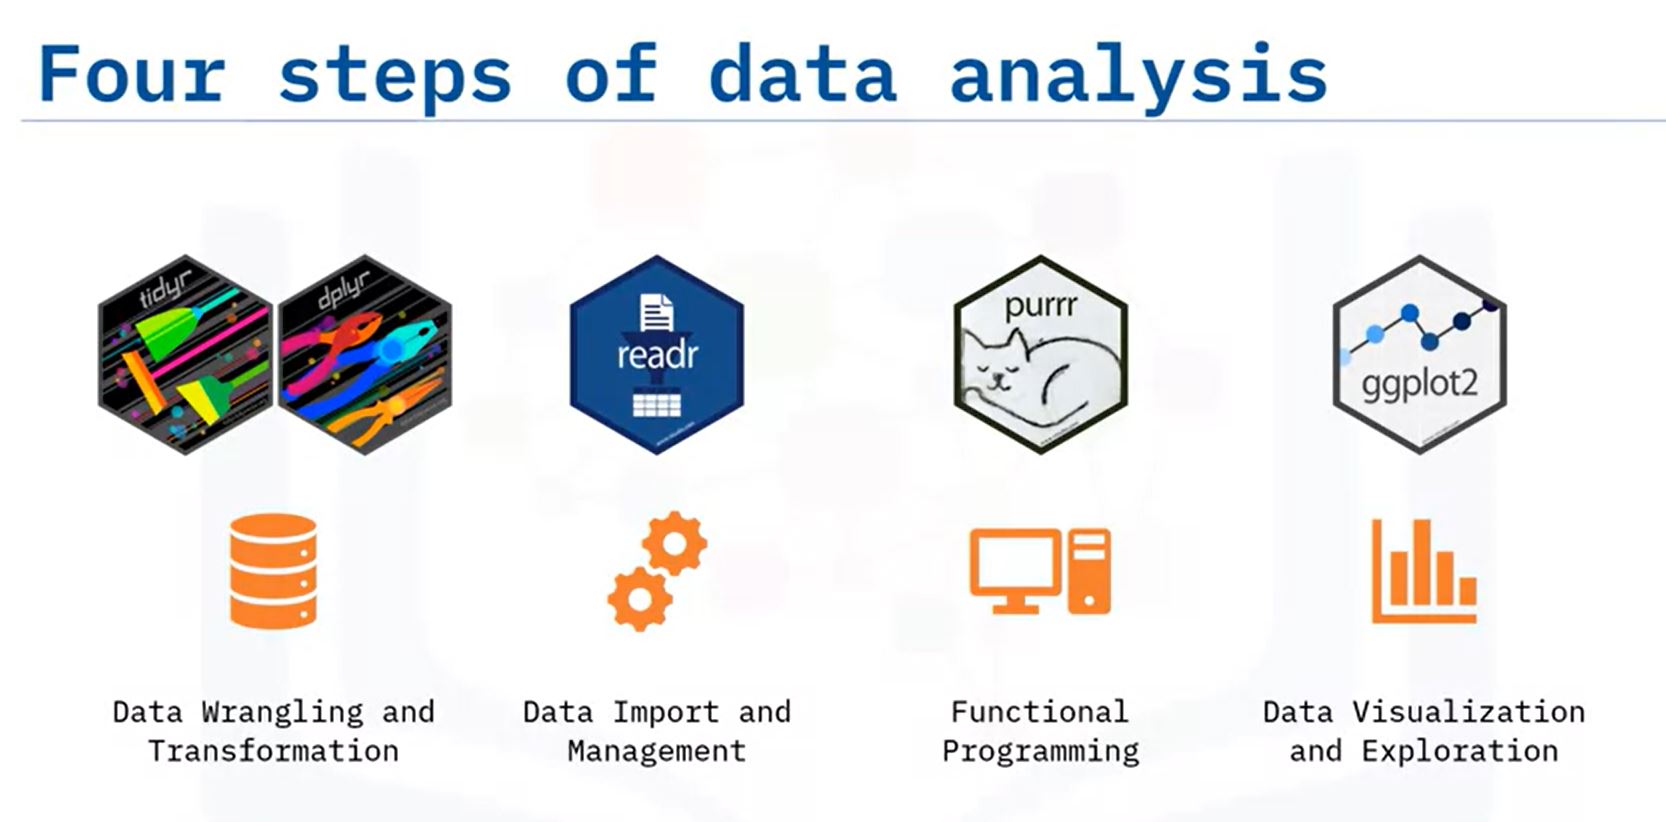 Four steps of data analysis
tidyr
dplyr
readr
purrr
ggplot2
Data Wrangling and
Transformation
Data Import and
Management
Functional
Programming
Data Visualization
and Exploration